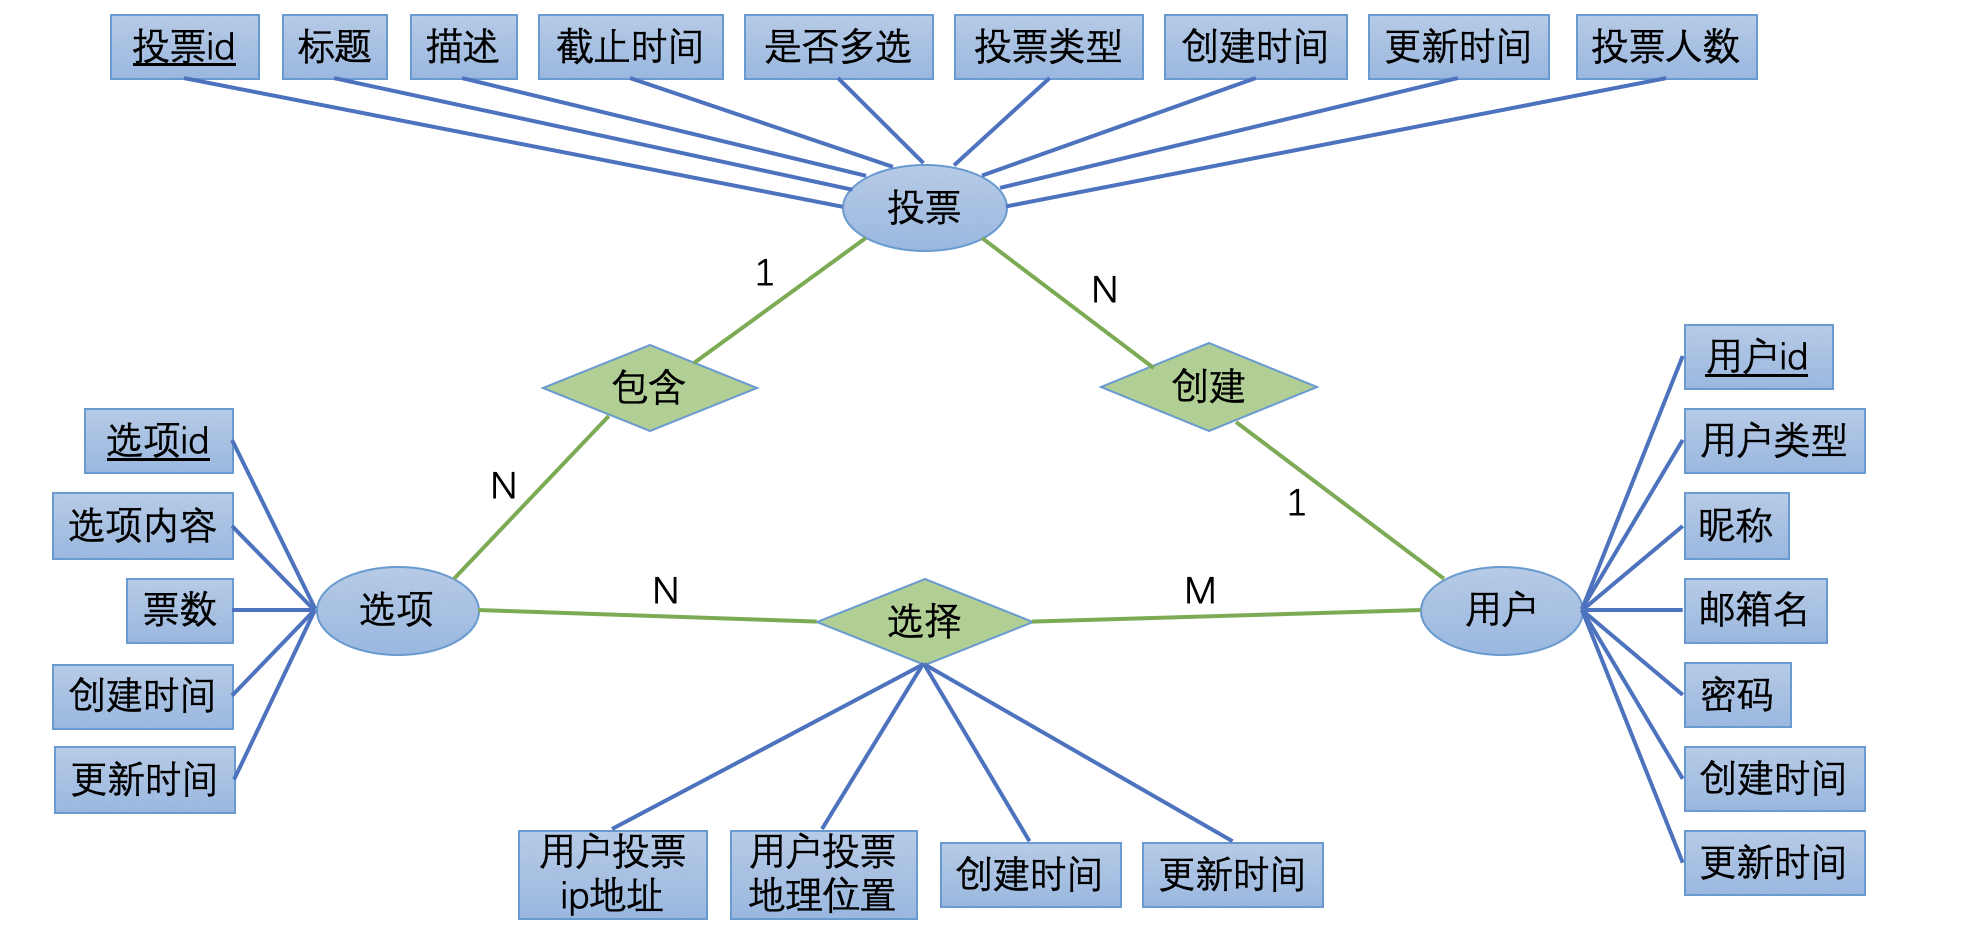 投票id
标题
描述
截止时间
是否多选
投票类型
创建时间
更新时间
投票人数
投票
1
N
包含
创建
N
1
选项id
选项内容
票数
创建时间
更新时间
选项
N
选择
M
用户
用户id
用户类型
昵称
邮箱名
密码
创建时间
更新时间
用户投票
ip地址
用户投票
地理位置
创建时间
更新时间